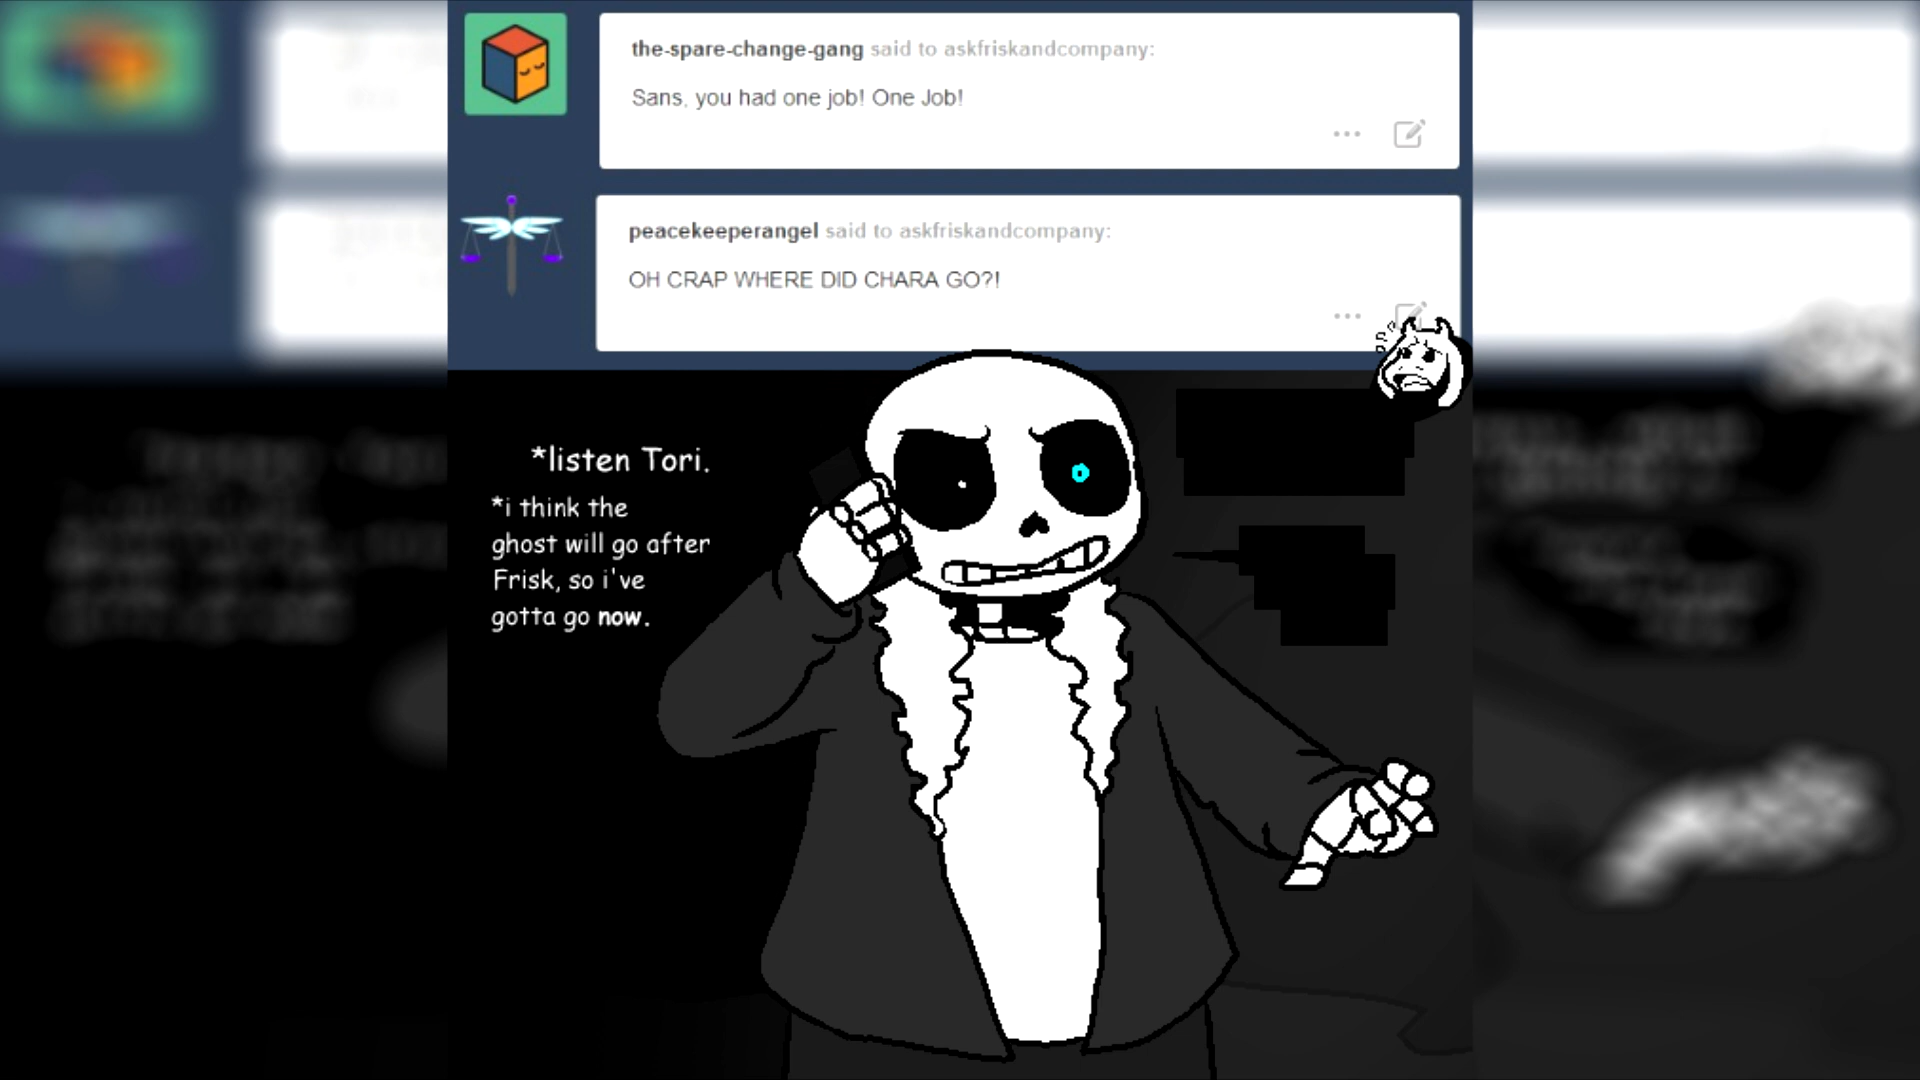 the-spare-change-gang said to askfriskandcompany:
Sans, you had one job! One Job!
peacekeeperangel said to askfriskandcompany:
OH CRAP WHERE DID CHARA GO?!
*listen Tori.
*i think the
ghost will go after
Frisk, so i've
gotta go now.